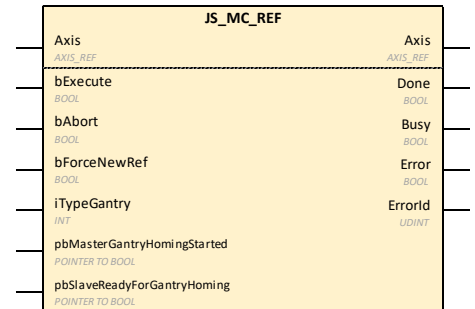 JS_MC_REF
Axis Axis
AXIS_REF AXIS_REF
bExecute Done
BOOL BOOL
bAbort Busy
BOOL BOOL
bForceNewRef Error
BOOL BOOL
iTypeGantry ErrorId
INT UDINT
pbMasterGantryHomingStarted
POINTER TO BOOL
pbSlaveReadyForGantryHoming
POINTER TO BOOL